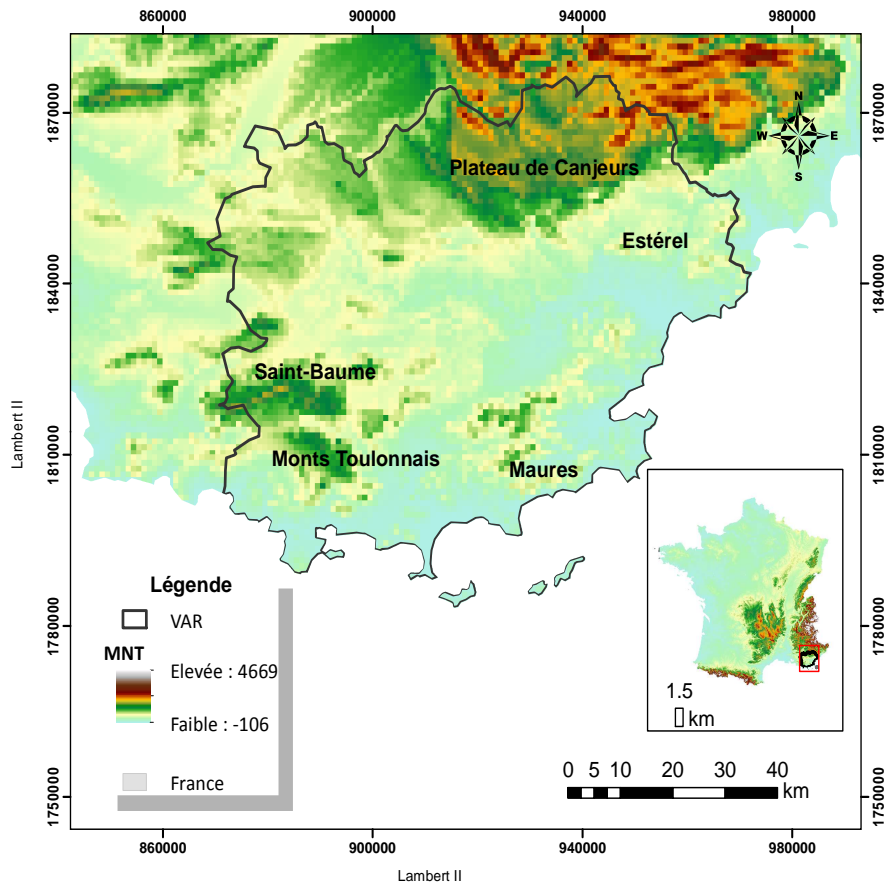 860000 900000 940000 980000
1870000 1870000
N
W E
S
Plateau de Canjeurs
Estérel
1840000 1840000
Saint-Baume
Lambert II
1810000 1810000
Monts Toulonnais
Maures
Légende
VAR
1780000 1780000
MNT
Elevée : 4669
Faible : -106
1.5
km
France
0 5 10 20 30 40
km
1750000 1750000
860000 900000 940000 980000
Lambert II